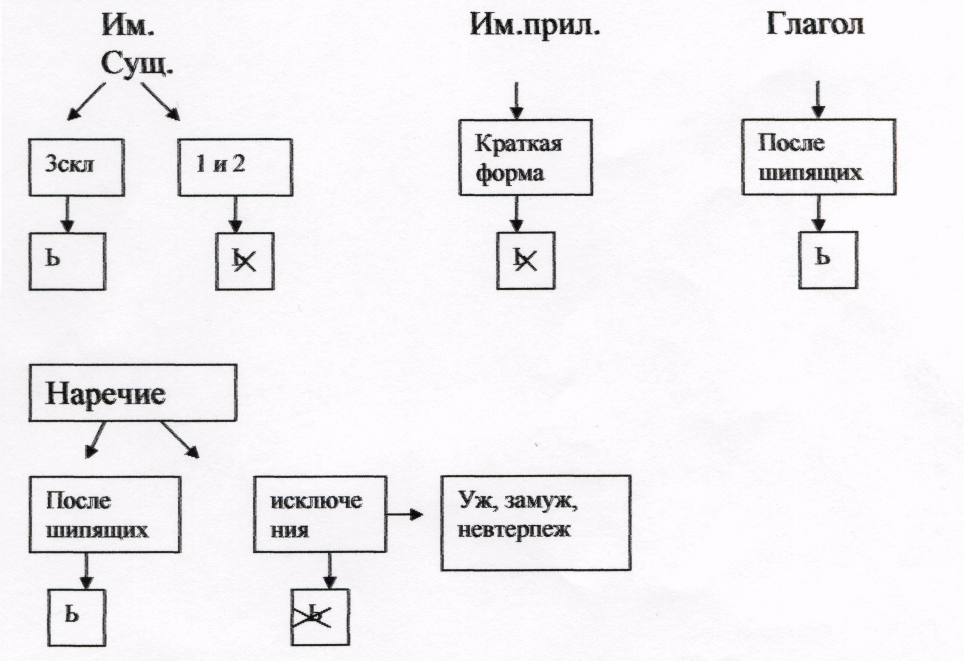 Им.
Сущ.
Им.прил.
Глагол
3скл
1 и 2
Краткая
форма
После
шипящих
Ь
Ь
Ь
Ь
Наречие
После
шипящих
исключе
ния
Уж, замуж,
невтерпеж
Ь
Ь